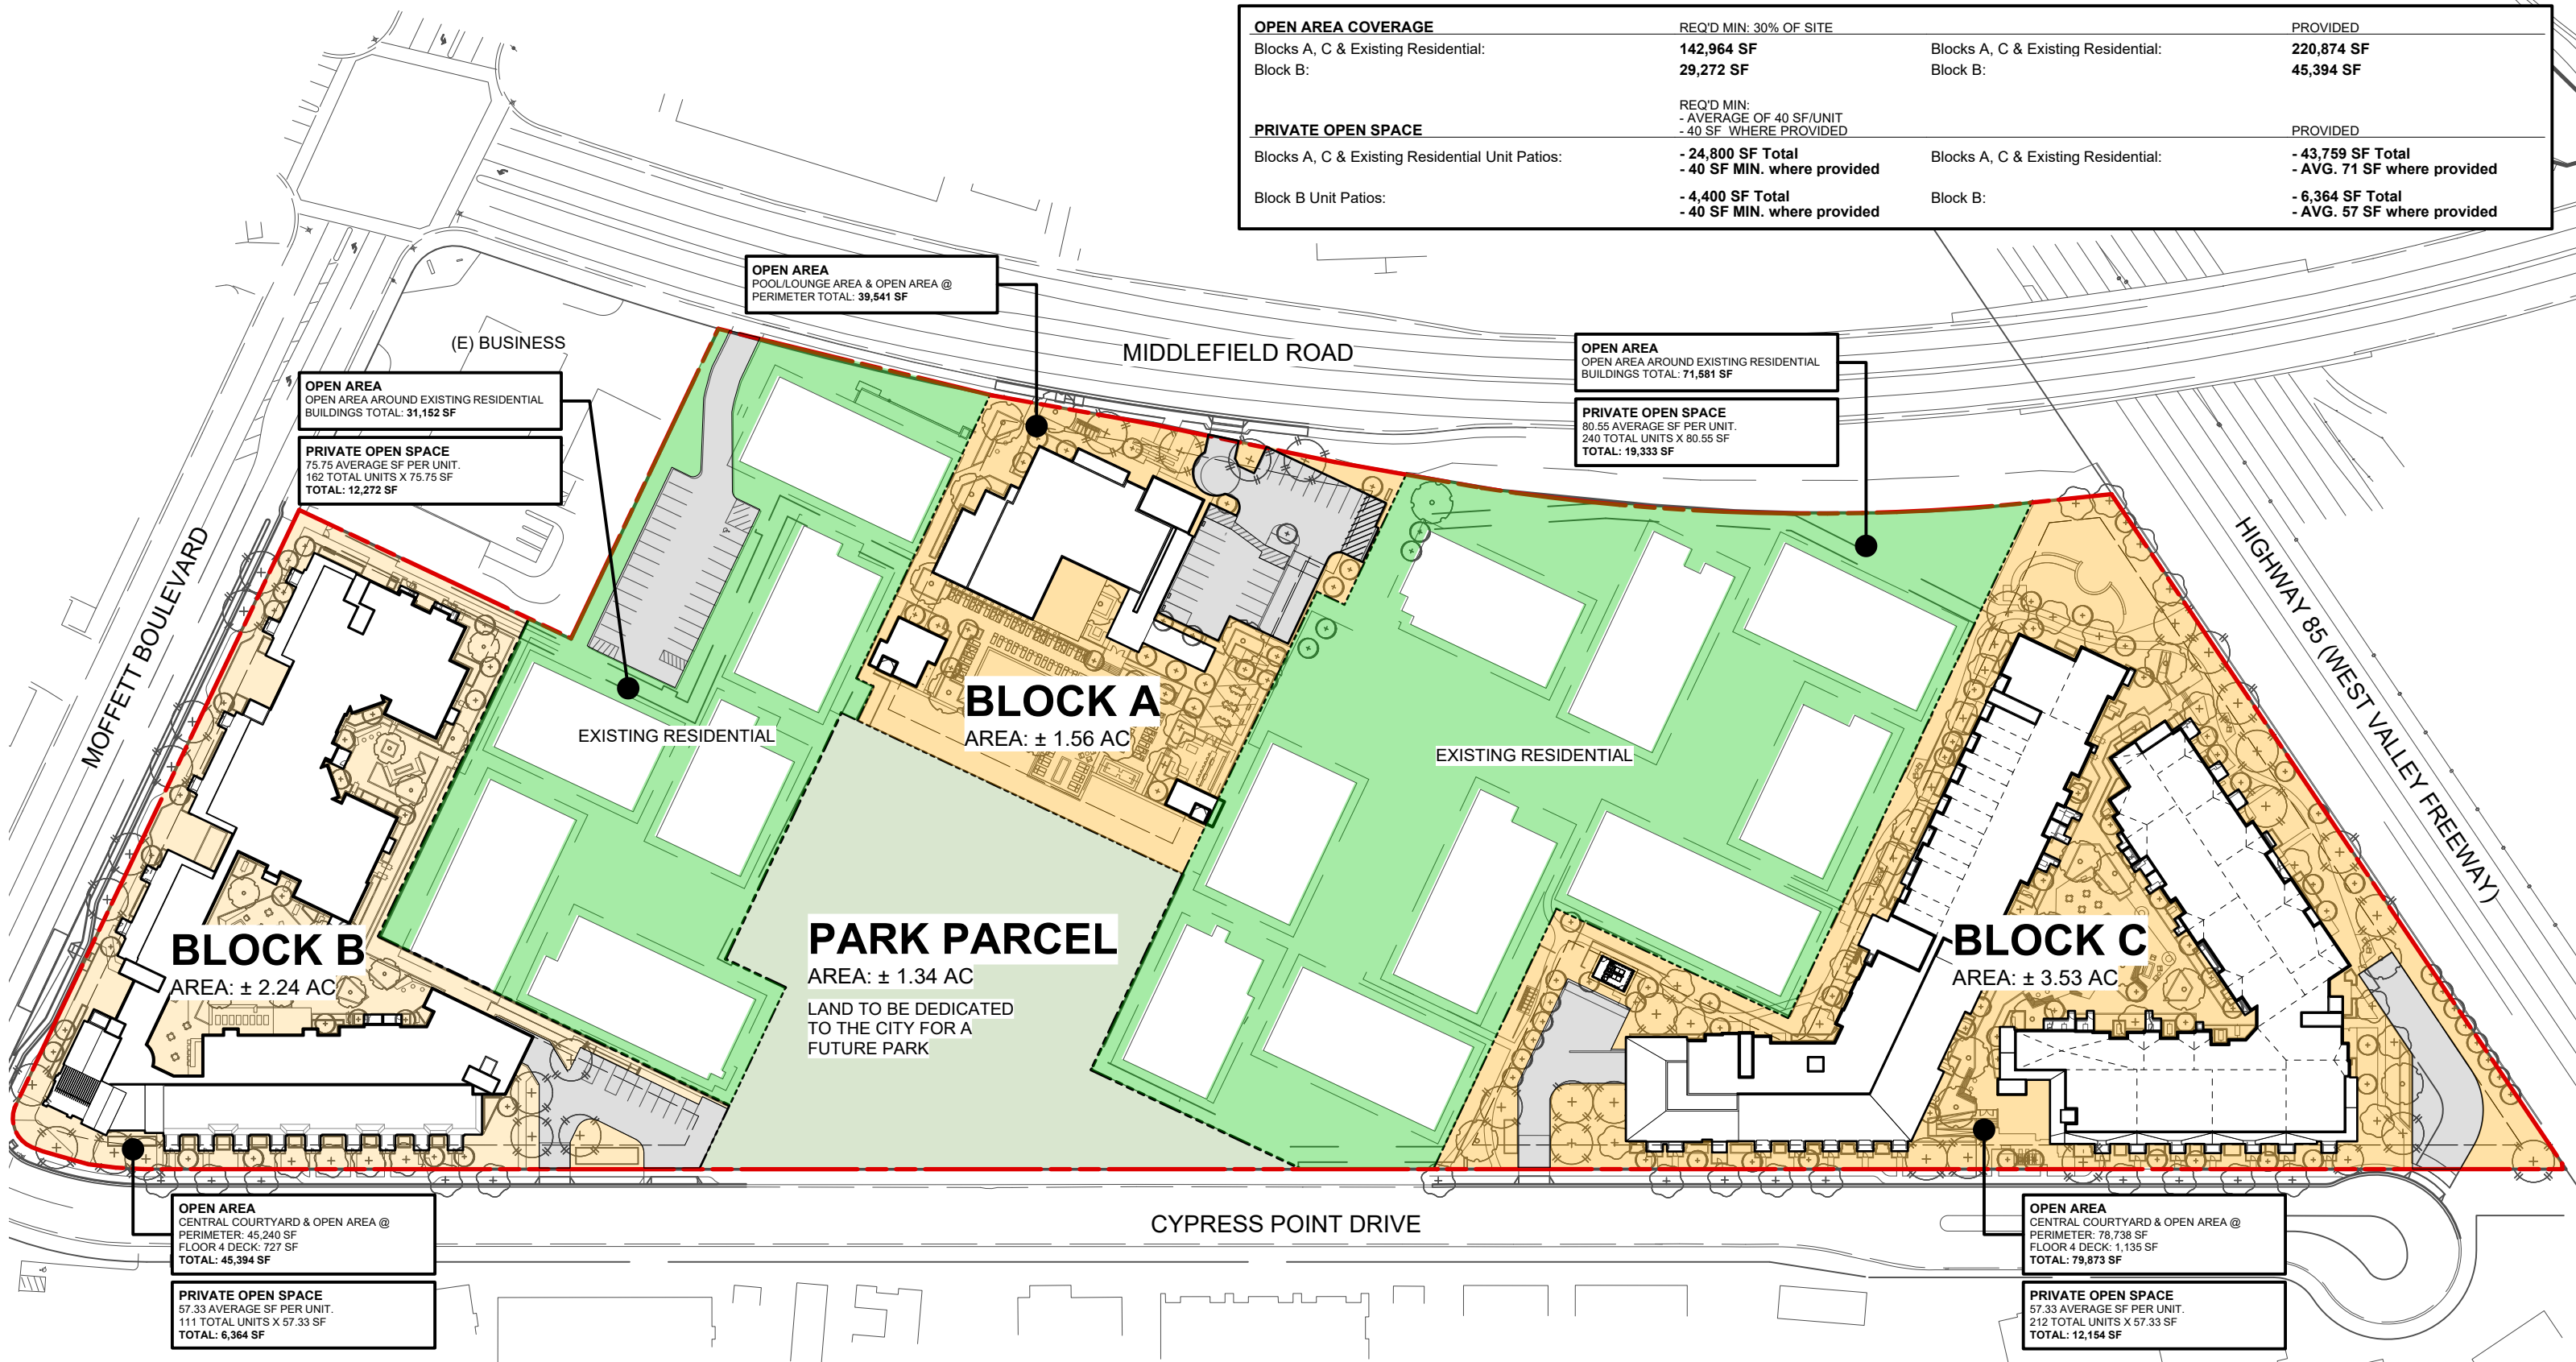 OPEN AREA COVERAGE REQ'D MIN: 30% OF SITE PROVIDED
Blocks A, C & Existing Residential: 142,964 SF Blocks A, C & Existing Residential: 220,874 SF
Block B: 29,272 SF Block B: 45,394 SF
REQ'D MIN:
- AVERAGE OF 40 SF/UNIT
PRIVATE OPEN SPACE - 40 SF WHERE PROVIDED PROVIDED
Blocks A, C & Existing Residential Unit Patios: - 24,800 SF Total Blocks A, C & Existing Residential: - 43,759 SF Total
- 40 SF MIN. where provided - AVG. 71 SF where provided
Block B Unit Patios: - 4,400 SF Total Block B: - 6,364 SF Total
- 40 SF MIN. where provided - AVG. 57 SF where provided
OPEN AREA
POOL/LOUNGE AREA & OPEN AREA @
PERIMETER TOTAL: 39,541 SF
(E) BUSINESS
MIDDLEFIELD ROAD
OPEN AREA
OPEN AREA AROUND EXISTING RESIDENTIAL
BUILDINGS TOTAL: 71,581 SF
OPEN AREA
OPEN AREA AROUND EXISTING RESIDENTIAL
BUILDINGS TOTAL: 31,152 SF
PRIVATE OPEN SPACE
80.55 AVERAGE SF PER UNIT.
240 TOTAL UNITS X 80.55 SF
TOTAL: 19,333 SF
PRIVATE OPEN SPACE
75.75 AVERAGE SF PER UNIT.
162 TOTAL UNITS X 75.75 SF
TOTAL: 12,272 SF
MOFFETT BOULEVARD
HIGHWAY 85 (WEST VALLEY FREEWAY)
BLOCK A
AREA: ± 1.56 AC
EXISTING RESIDENTIAL
EXISTING RESIDENTIAL
BLOCK B
AREA: ± 2.24 AC
PARK PARCEL
AREA: ± 1.34 AC
LAND TO BE DEDICATED
TO THE CITY FOR A
FUTURE PARK
BLOCK C
AREA: ± 3.53 AC
CYPRESS POINT DRIVE
OPEN AREA
CENTRAL COURTYARD & OPEN AREA @
PERIMETER: 45,240 SF
FLOOR 4 DECK: 727 SF
TOTAL: 45,394 SF
PRIVATE OPEN SPACE
57.33 AVERAGE SF PER UNIT.
111 TOTAL UNITS X 57.33 SF
TOTAL: 6,364 SF
OPEN AREA
CENTRAL COURTYARD & OPEN AREA @
PERIMETER: 78,738 SF
FLOOR 4 DECK: 1,135 SF
TOTAL: 79,873 SF
PRIVATE OPEN SPACE
57.33 AVERAGE SF PER UNIT.
212 TOTAL UNITS X 57.33 SF
TOTAL: 12,154 SF